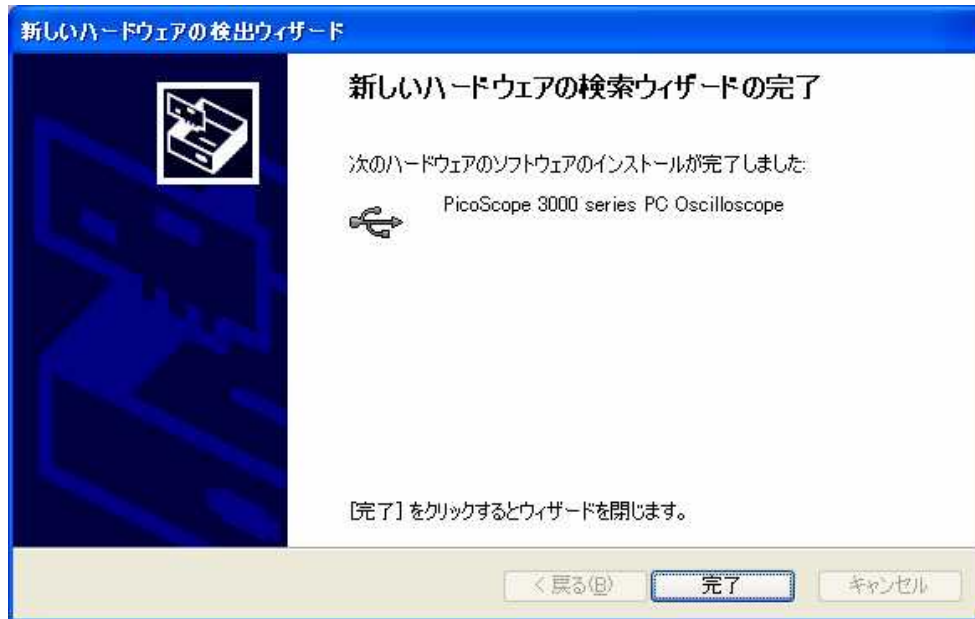 新しいハードウェアの検出ウィザード
新しいハードウェアの検索ウィザードの完了
次のハードウェアのソフトウェアのインストールが完了しました:
PicoScope 3000 series PC Oscilloscope
[完了] をクリックするとウィザードを閉じます。
< 戻る(B)
完了
キャンセル